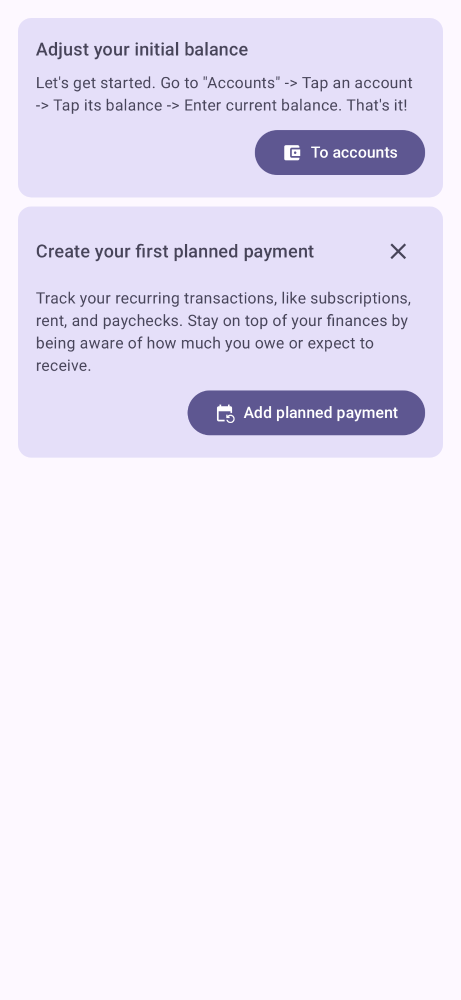 Adjust your initial balance
Let's get started. Go to "Accounts" -> Tap an account
-> Tap its balance -> Enter current balance. That's it!
To accounts
Create your first planned payment
Track your recurring transactions, like subscriptions,
rent, and paychecks. Stay on top of your finances by
being aware of how much you owe or expect to
receive.
Add planned payment